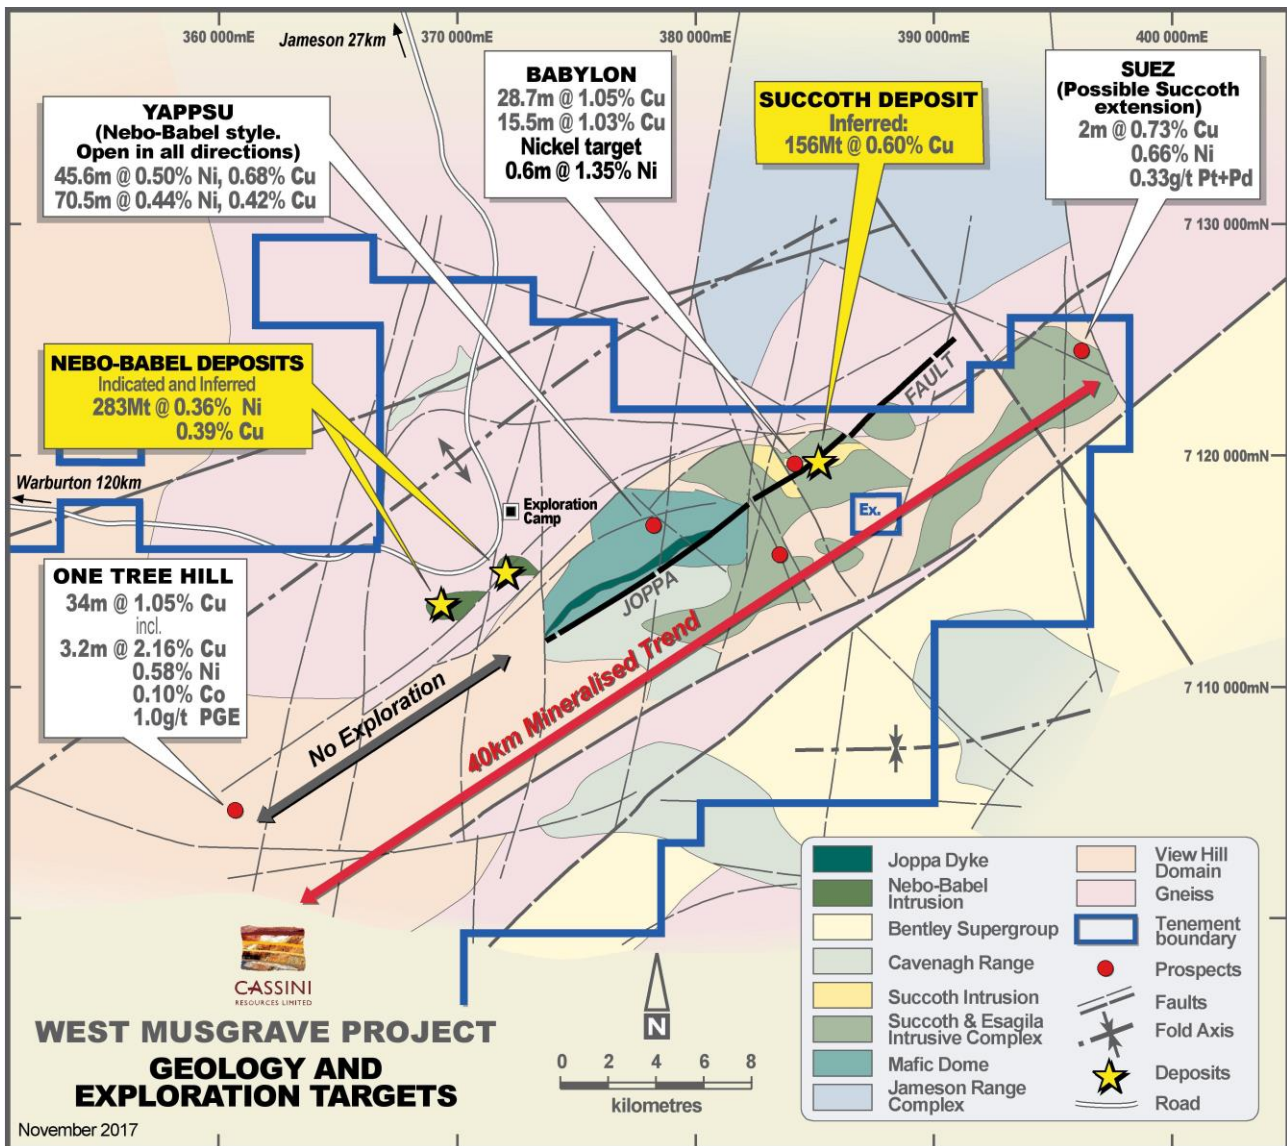 360 000mE
370 000mE
380 000mE
390 000mE
400 000mE
Jameson 27km
YAPPSU
(Nebo-Babel style.
Open in all directions)
45.6m @ 0.50% Ni, 0.68% Cu
70.5m @ 0.44% Ni, 0.42% Cu
BABYLON
28.7m @ 1.05% Cu
15.5m @ 1.03% Cu
Nickel target
0.6m @ 1.35% Ni
SUCCOTH DEPOSIT
Inferred:
156Mt @ 0.60% Cu
SUEZ
(Possible Succoth
extension)
2m @ 0.73% Cu
0.66% Ni
0.33g/t Pt+Pd
7 130 000mN
NEBO-BABEL DEPOSITS
Indicated and Inferred
283Mt @ 0.36% Ni
0.39% Cu
FAULT
7 120 000mN
Warburton 120km
Exploration
Camp
Ex.
JOPPA
ONE TREE HILL
34m @ 1.05% Cu
incl.
3.2m @ 2.16% Cu
0.58% Ni
0.10% Co
1.0g/t PGE
No Exploration
40km Mineralised Trend
7 110 000mN
Joppa Dyke
Nebo-Babel
Intrusion
Bentley Supergroup
Cavenagh Range
Succoth Intrusion
Succoth & Esagila
Intrusive Complex
Mafic Dome
Jameson Range
Complex
View Hill
Domain
Gneiss
Tenement
boundary
Prospects
Faults
Fold Axis
Deposits
Road
CASSINI
RESOURCES LIMITED
WEST MUSGRAVE PROJECT
GEOLOGY AND
EXPLORATION TARGETS
November 2017
N
0 2 4 6 8
kilometres